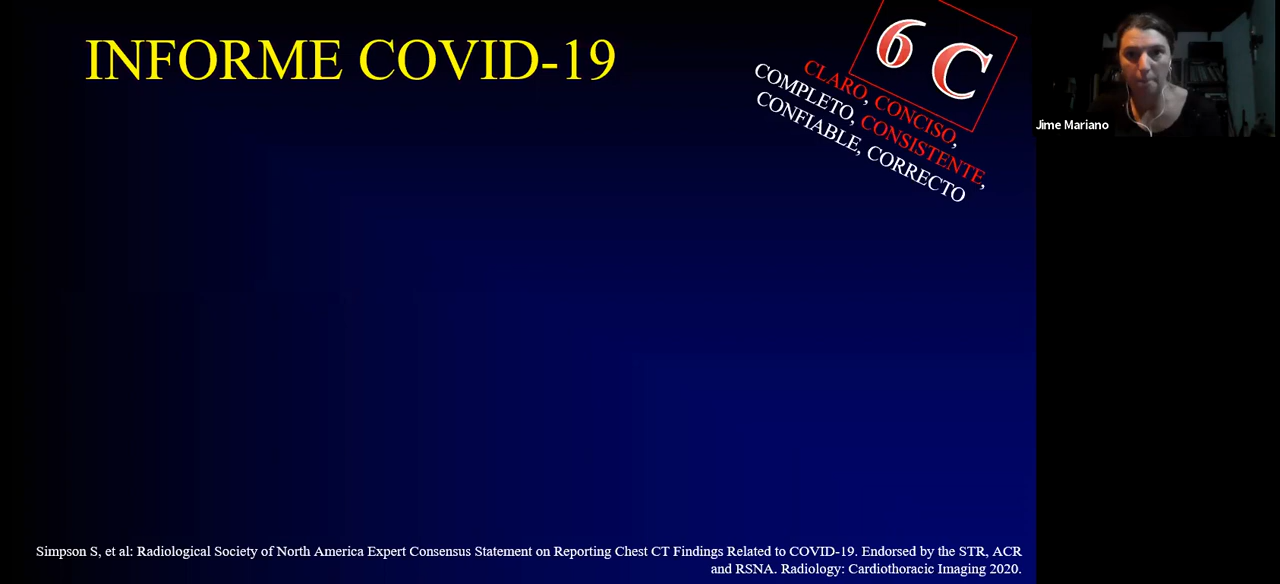 INFORME COVID-19
6 C
CLARO, CONCISO,
COMPLETO, CONSISTENTE,
CONFIABLE, CORRECTO
Jime Mariano
Simpson S, et al: Radiological Society of North America Expert Consensus Statement on Reporting Chest CT Findings Related to COVID-19. Endorsed by the STR, ACR
and RSNA. Radiology: Cardiothoracic Imaging 2020.